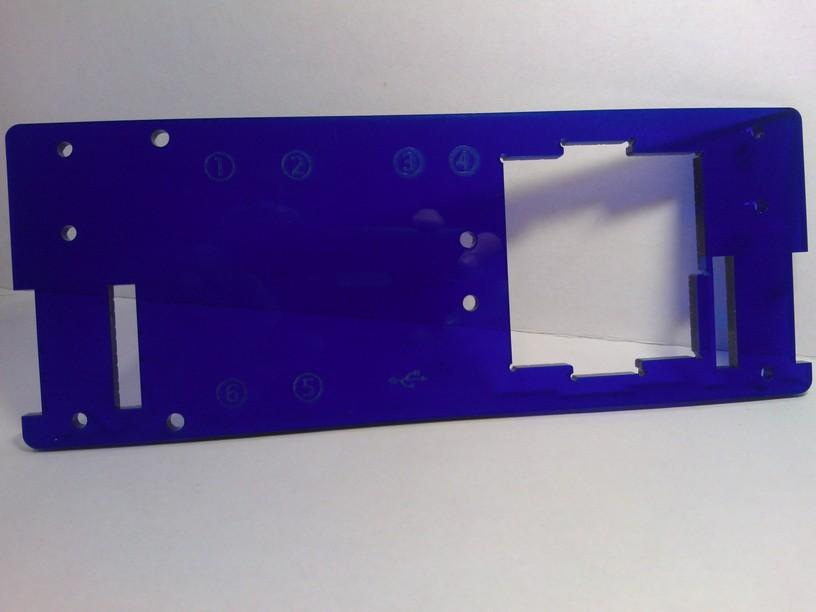 ① ② ③ ④
⑥ ⑤